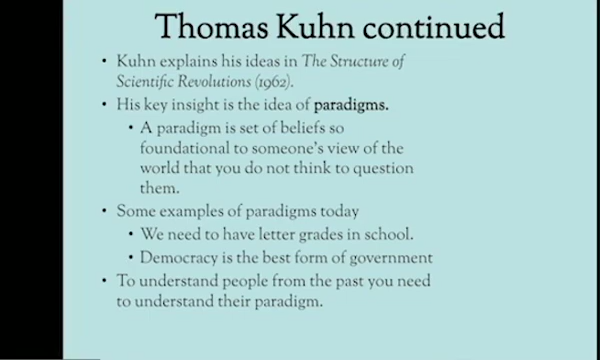 Thomas Kuhn continued
• Kuhn explains his ideas in The Structure of
Scientific Revolutions (1962).
• His key insight is the idea of paradigms.
• A paradigm is set of beliefs so
foundational to someone's view of the
world that you do not think to question
them.
• Some examples of paradigms today
• We need to have letter grades in school.
• Democracy is the best form of government
• To understand people from the past you need
to understand their paradigm.